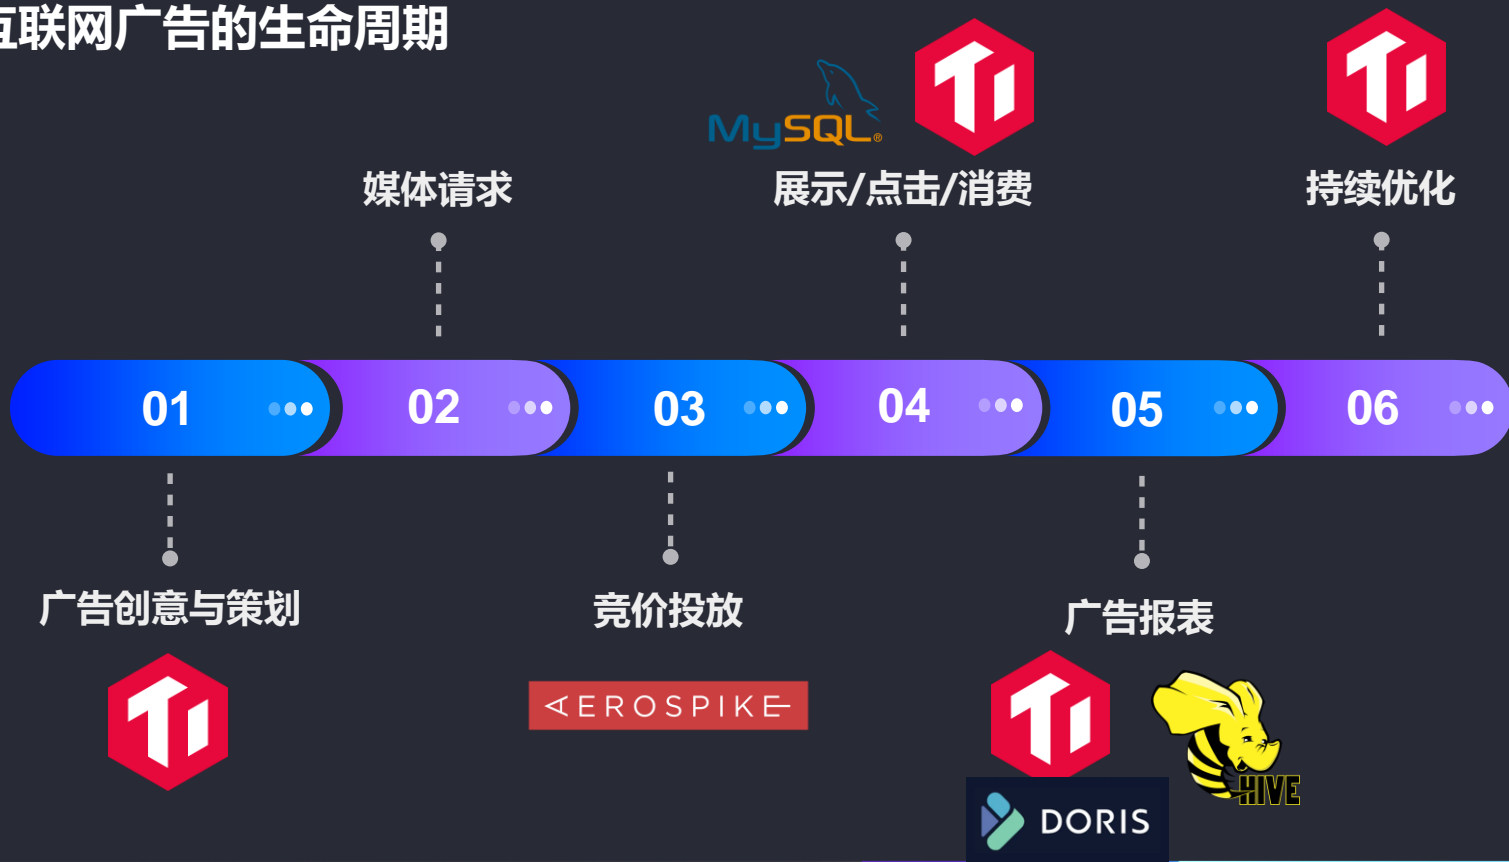 互联网广告的生命周期
MySQL®
媒体请求
展示/点击/消费
持续优化
01
02
03
04
05
06
广告创意与策划
竞价投放
广告报表
AEROSPIKE
HIVE
DORIS